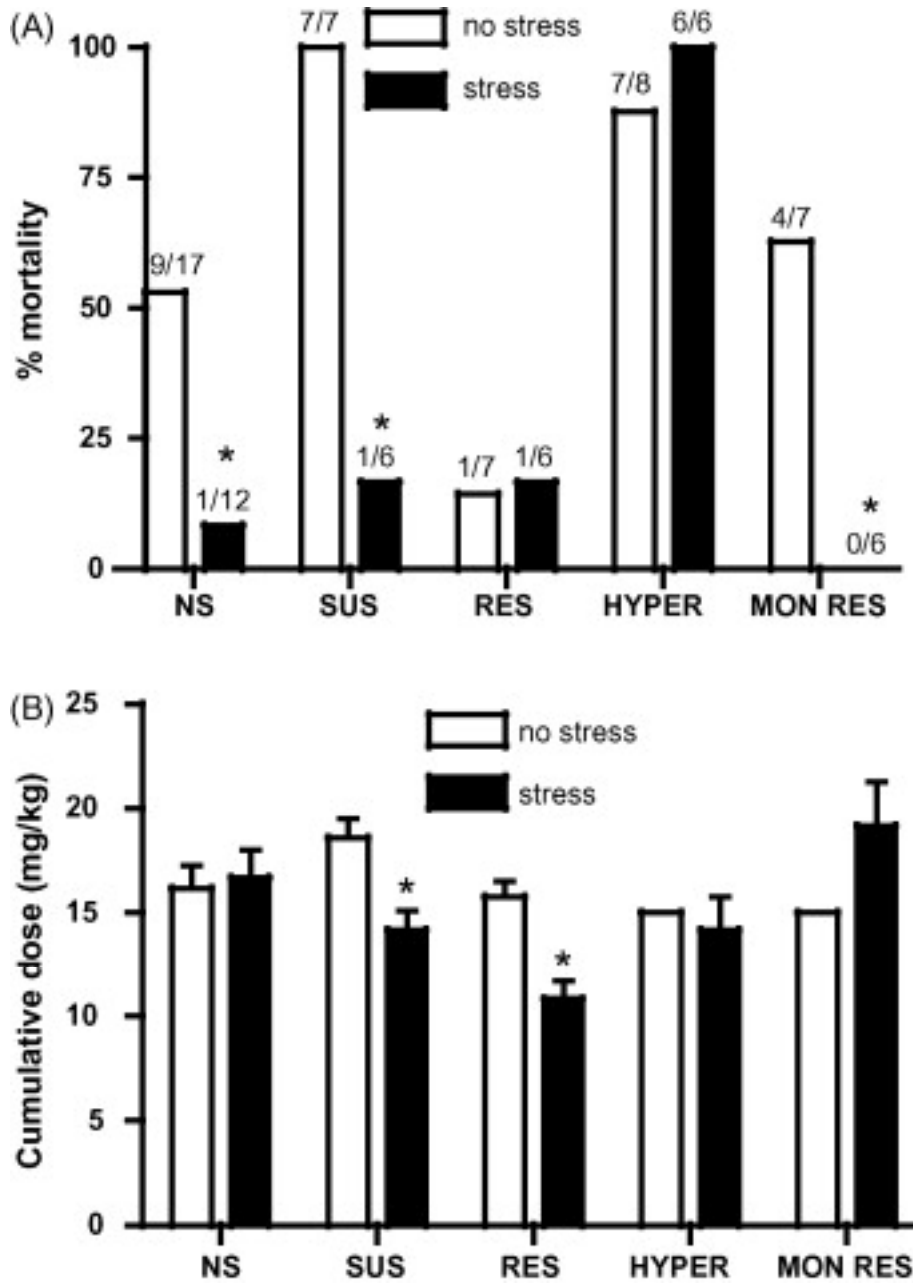 (A)
no stress
stress
% mortality
100
75
50
25
0
9/17
*
1/12
7/7
*
1/6
1/7
1/6
7/8
6/6
4/7
*
0/6
NS SUS RES HYPER MON RES
(B)
no stress
stress
Cumulative dose (mg/kg)
25
20
15
10
5
0
*
*
NS SUS RES HYPER MON RES